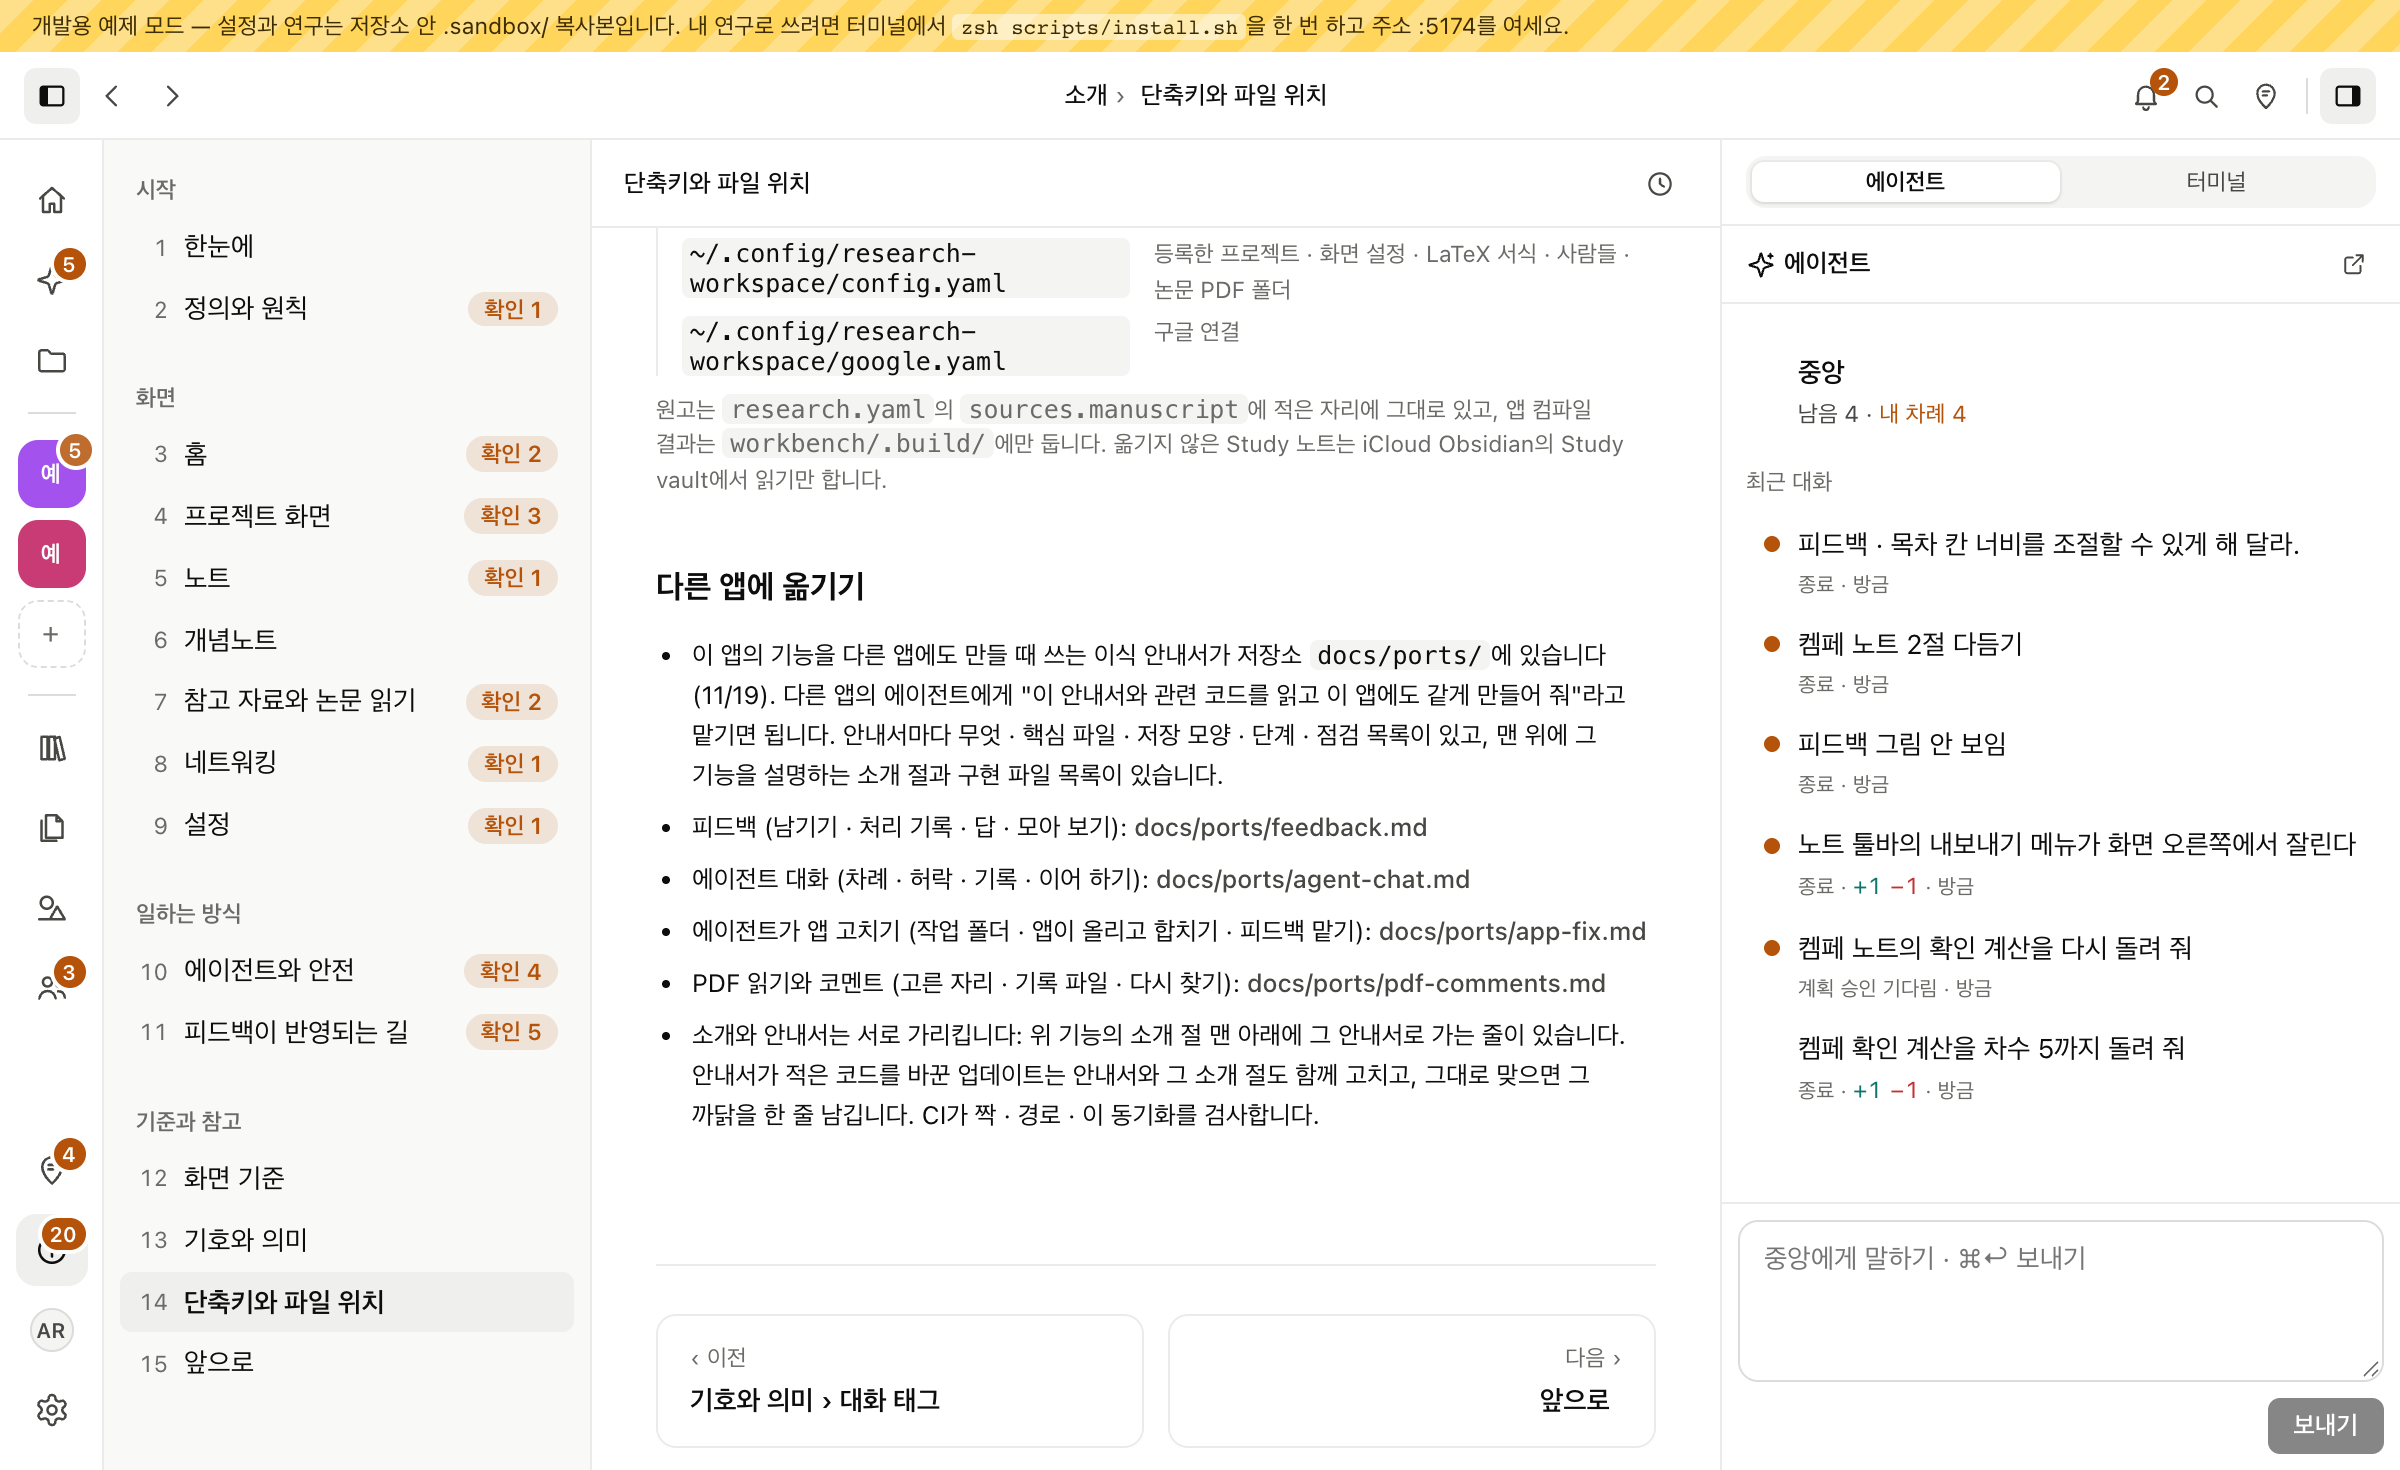 개발용 예제 모드 — 설정과 연구는 저장소 안 .sandbox/ 복사본입니다. 내 연구로 쓰려면 터미널에서 zsh scripts/install.sh을 한 번 하고 주소 :5174를 여세요.
소개 › 단축키와 파일 위치
2
5
5
예
예
+
3
4
20
AR
시작
1 한눈에
2 정의와 원칙 확인 1
화면
3 홈 확인 2
4 프로젝트 화면 확인 3
5 노트 확인 1
6 개념노트
7 참고 자료와 논문 읽기 확인 2
8 네트워킹 확인 1
9 설정 확인 1
일하는 방식
10 에이전트와 안전 확인 4
11 피드백이 반영되는 길 확인 5
기준과 참고
12 화면 기준
13 기호와 의미
14 단축키와 파일 위치
15 앞으로
단축키와 파일 위치
~/.config/research-
workspace/config.yaml
등록한 프로젝트 · 화면 설정 · LaTeX 서식 · 사람들 ·
논문 PDF 폴더
~/.config/research-
workspace/google.yaml
구글 연결
원고는 research.yaml의 sources.manuscript에 적은 자리에 그대로 있고, 앱 컴파일
결과는 workbench/.build/에만 둡니다. 옮기지 않은 Study 노트는 iCloud Obsidian의 Study
vault에서 읽기만 합니다.
다른 앱에 옮기기
• 이 앱의 기능을 다른 앱에도 만들 때 쓰는 이식 안내서가 저장소 docs/ports/에 있습니다
(11/19). 다른 앱의 에이전트에게 "이 안내서와 관련 코드를 읽고 이 앱에도 같게 만들어 줘"라고
맡기면 됩니다. 안내서마다 무엇 · 핵심 파일 · 저장 모양 · 단계 · 점검 목록이 있고, 맨 위에 그
기능을 설명하는 소개 절과 구현 파일 목록이 있습니다.
• 피드백 (남기기 · 처리 기록 · 답 · 모아 보기): docs/ports/feedback.md
• 에이전트 대화 (차례 · 허락 · 기록 · 이어 하기): docs/ports/agent-chat.md
• 에이전트가 앱 고치기 (작업 폴더 · 앱이 올리고 합치기 · 피드백 맡기): docs/ports/app-fix.md
• PDF 읽기와 코멘트 (고른 자리 · 기록 파일 · 다시 찾기): docs/ports/pdf-comments.md
• 소개와 안내서는 서로 가리킵니다: 위 기능의 소개 절 맨 아래에 그 안내서로 가는 줄이 있습니다.
안내서가 적은 코드를 바꾼 업데이트는 안내서와 그 소개 절도 함께 고치고, 그대로 맞으면 그
까닭을 한 줄 남깁니다. CI가 짝 · 경로 · 이 동기화를 검사합니다.
‹ 이전
기호와 의미 › 대화 태그
다음 ›
앞으로
에이전트
터미널
에이전트
중앙
남음 4 · 내 차례 4
최근 대화
피드백 · 목차 칸 너비를 조절할 수 있게 해 달라.
종료 · 방금
켐페 노트 2절 다듬기
종료 · 방금
피드백 그림 안 보임
종료 · 방금
노트 툴바의 내보내기 메뉴가 화면 오른쪽에서 잘린다
종료 · +1 −1 · 방금
켐페 노트의 확인 계산을 다시 돌려 줘
계획 승인 기다림 · 방금
켐페 확인 계산을 차수 5까지 돌려 줘
종료 · +1 −1 · 방금
중앙에게 말하기 · ⌘↩ 보내기
보내기